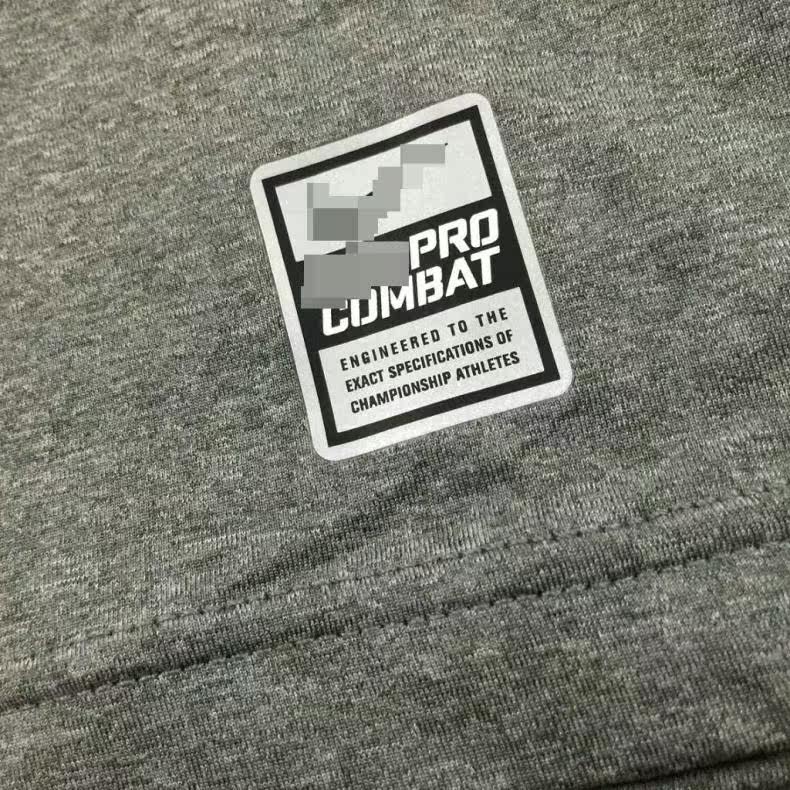 PRO
COMBAT
ENGINEERED TO THE
EXACT SPECIFICATIONS OF
CHAMPIONSHIP ATHLETES